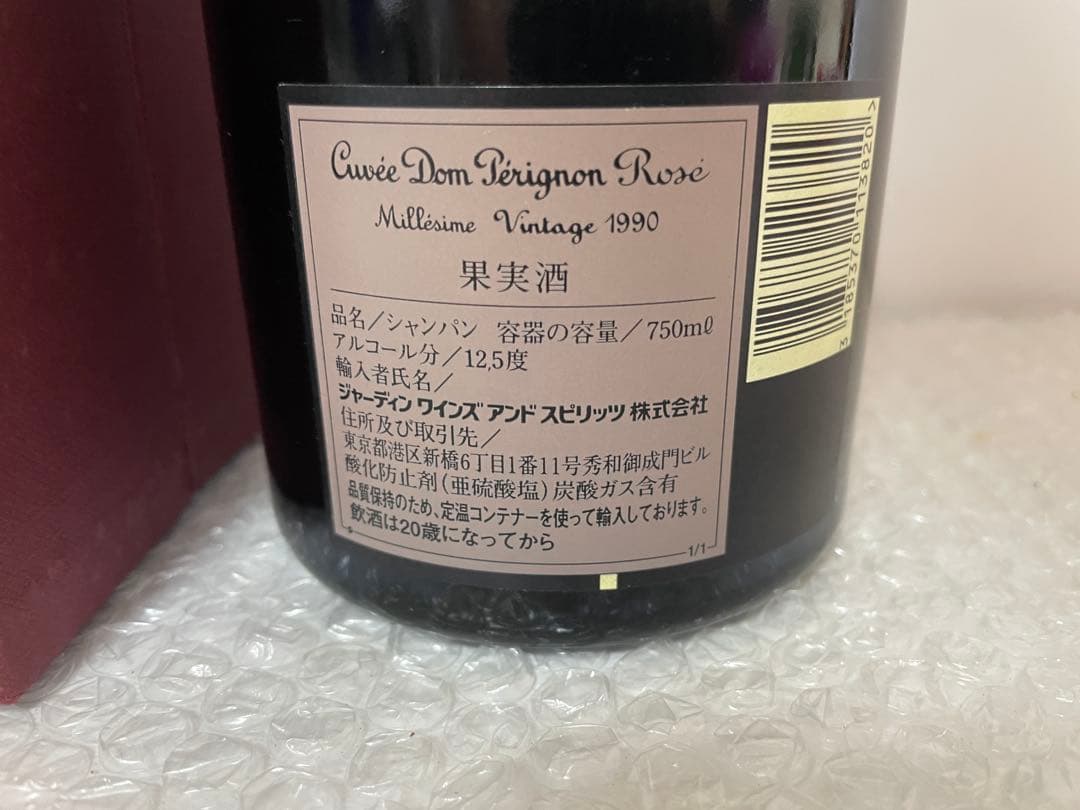 Cuvée Dom Pérignon Rosé
Millésime Vintage 1990
果実酒
品名／シャンパン 容器の容量／750mℓ
アルコール分／12,5度
輸入者氏名／
ジャーディン ワインズ アンド スピリッツ 株式会社
住所及び取引先／
東京都港区新橋6丁目1番11号秀和御成門ビル
酸化防止剤(亜硫酸塩)炭酸ガス含有
品質保持のため、定温コンテナーを使って輸入しております。
飲酒は20歳になってから
1/1
3 185370 113820 >